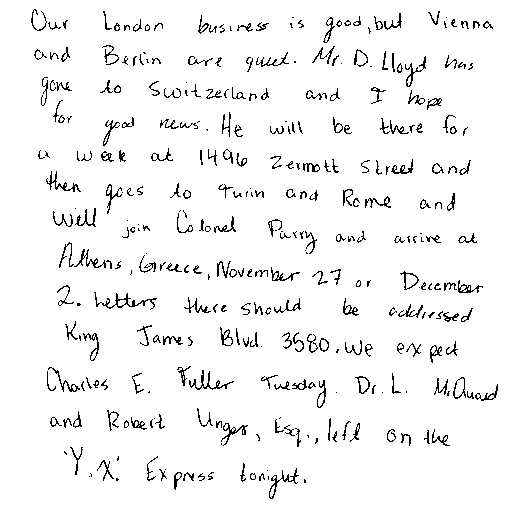 Our London business is good, but Vienna
and Berlin are quiet. Mr. D. Lloyd has
gone to Switzerland and I hope
for good news. He will be there for
a week at 1496 Zermott Street and
then goes to Turin and Rome and
will join Colonel Parry and arrive at
Athens, Greece, November 27 or December
2. Letters there should be addressed
King James Blvd. 3580. We expect
Charles E. Fuller Tuesday. Dr. L. McQuaid
and Robert Unger, Esq., left on the
'Y.X.' Express tonight.